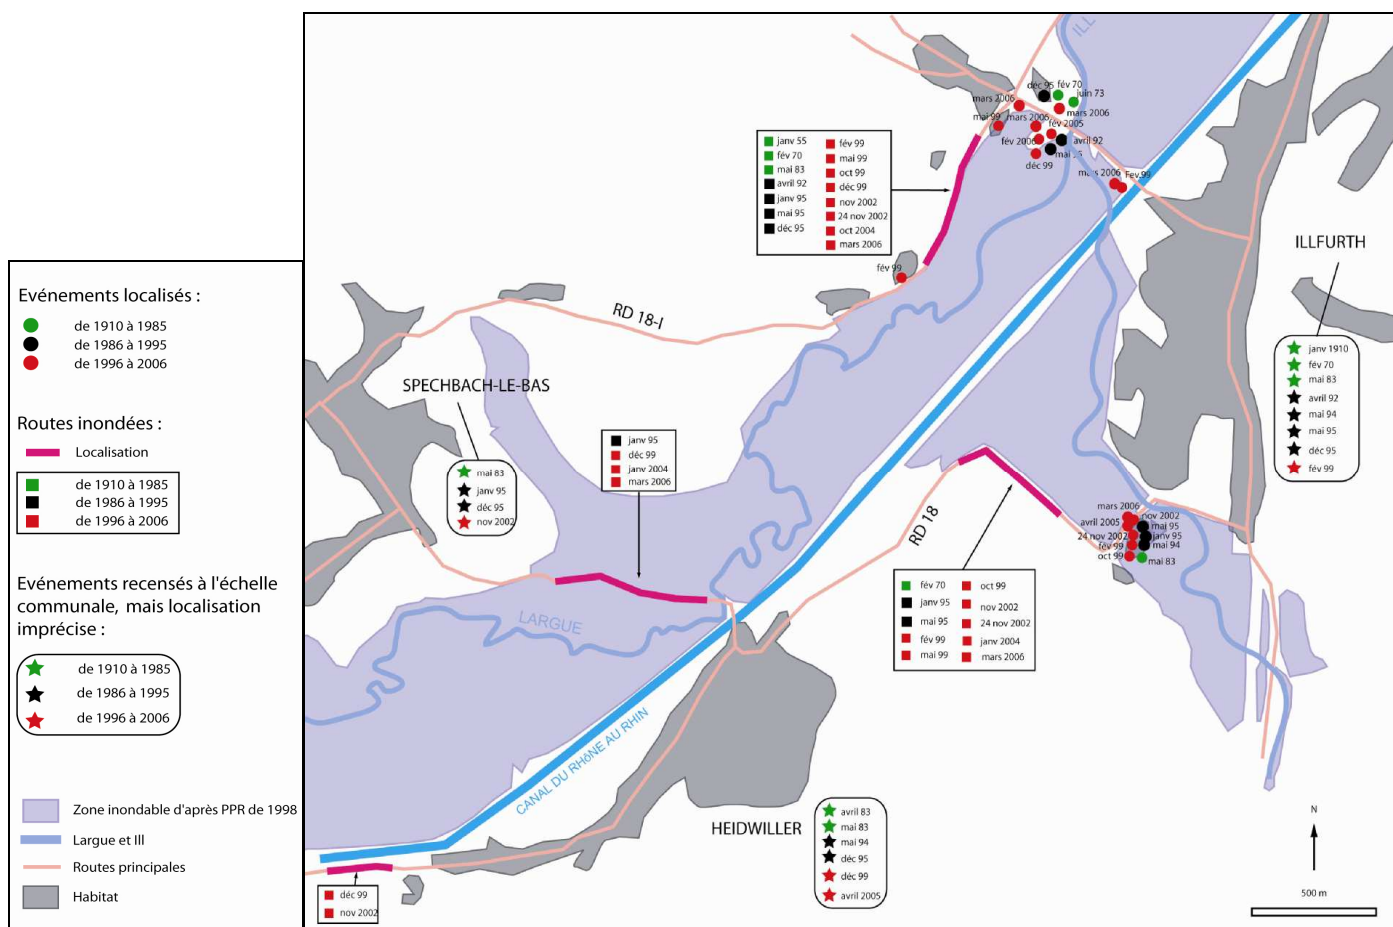 Evénements localisés :
de 1910 à 1985
de 1986 à 1995
de 1996 à 2006
Routes inondées :
Localisation
de 1910 à 1985
de 1986 à 1995
de 1996 à 2006
Evénements recensés à l'échelle
communale, mais localisation
imprécise :
de 1910 à 1985
de 1986 à 1995
de 1996 à 2006
Zone inondable d'après PPR de 1998
Largue et Ill
Routes principales
Habitat
ILL
déc 95
fév 70
juin 73
mars 2006
mars 2006
mai 99
mars 2006
fév 2005
fév 2006
avril 92
déc 99
mars 2006
Fev.99
janv 55
fév 70
mai 83
avril 92
janv 95
mai 95
déc 95
fév 99
mai 99
oct 99
déc 99
nov 2002
24 nov 2002
oct 2004
mars 2006
fév 99
RD 18-I
ILLFURTH
janv 1910
fév 70
mai 83
avril 92
mai 94
mai 95
déc 95
fév 99
SPECHBACH-LE-BAS
mai 83
janv 95
déc 95
nov 2002
janv 95
déc 99
janv 2004
mars 2006
RD 18
mars 2006
nov 2002
avril 2005
mai 95
24 nov 2002
janv 95
fév 99
mai 94
oct 99
mai 83
fév 70
janv 95
mai 95
fév 99
mai 99
oct 99
nov 2002
24 nov 2002
janv 2004
mars 2006
LARGUE
CANAL DU RHôNE AU RHIN
HEIDWILLER
avril 83
mai 83
mai 94
déc 95
déc 99
avril 2005
déc 99
nov 2002
N
500 m